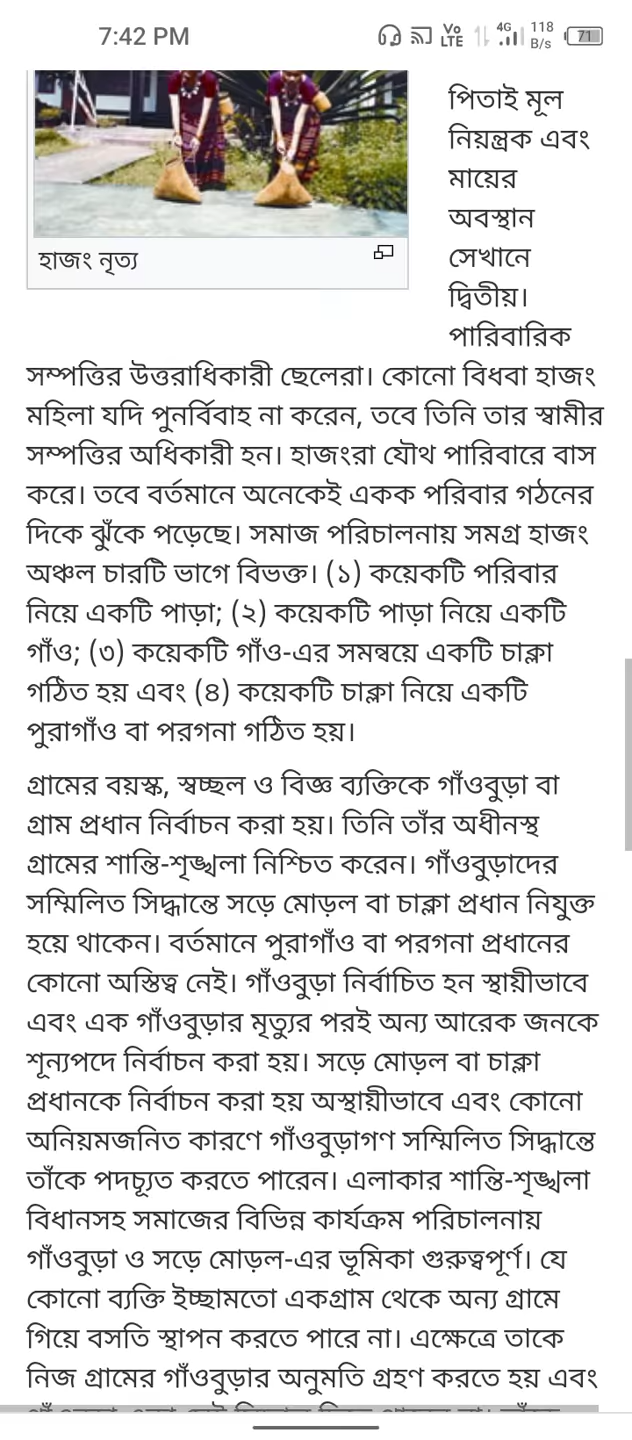 7:42 PM
Vo LTE 4G 118 B/s 71
পিতাই মূল
নিয়ন্ত্রক এবং
মায়ের
অবস্থান
সেখানে
দ্বিতীয়।
পারিবারিক
হাজং নৃত্য
সম্পত্তির উত্তরাধিকারী ছেলেরা। কোনো বিধবা হাজং
মহিলা যদি পুনর্বিবাহ না করেন, তবে তিনি তার স্বামীর
সম্পত্তির অধিকারী হন। হাজংরা যৌথ পারিবারে বাস
করে। তবে বর্তমানে অনেকেই একক পরিবার গঠনের
দিকে ঝুঁকে পড়েছে। সমাজ পরিচালনায় সমগ্র হাজং
অঞ্চল চারটি ভাগে বিভক্ত। (১) কয়েকটি পরিবার
নিয়ে একটি পাড়া; (২) কয়েকটি পাড়া নিয়ে একটি
গাঁও; (৩) কয়েকটি গাঁও-এর সমন্বয়ে একটি চাক্লা
গঠিত হয় এবং (৪) কয়েকটি চাক্লা নিয়ে একটি
পুরাগাঁও বা পরগনা গঠিত হয়।
গ্রামের বয়স্ক, স্বচ্ছল ও বিজ্ঞ ব্যক্তিকে গাঁওবুড়া বা
গ্রাম প্রধান নির্বাচন করা হয়। তিনি তাঁর অধীনস্থ
গ্রামের শান্তি-শৃঙ্খলা নিশ্চিত করেন। গাঁওবুড়াদের
সম্মিলিত সিদ্ধান্তে সড়ে মোড়ল বা চাক্লা প্রধান নিযুক্ত
হয়ে থাকেন। বর্তমানে পুরাগাঁও বা পরগনা প্রধানের
কোনো অস্তিত্ব নেই। গাঁওবুড়া নির্বাচিত হন স্থায়ীভাবে
এবং এক গাঁওবুড়ার মৃত্যুর পরই অন্য আরেক জনকে
শূন্যপদে নির্বাচন করা হয়। সড়ে মোড়ল বা চাক্লা
প্রধানকে নির্বাচন করা হয় অস্থায়ীভাবে এবং কোনো
অনিয়মজনিত কারণে গাঁওবুড়াগণ সম্মিলিত সিদ্ধান্তে
তাঁকে পদচ্যূত করতে পারেন। এলাকার শান্তি-শৃঙ্খলা
বিধানসহ সমাজের বিভিন্ন কার্যক্রম পরিচালনায়
গাঁওবুড়া ও সড়ে মোড়ল-এর ভূমিকা গুরুত্বপূর্ণ। যে
কোনো ব্যক্তি ইচ্ছামতো একগ্রাম থেকে অন্য গ্রামে
গিয়ে বসতি স্থাপন করতে পারে না। এক্ষেত্রে তাকে
নিজ গ্রামের গাঁওবুড়ার অনুমতি গ্রহণ করতে হয় এবং